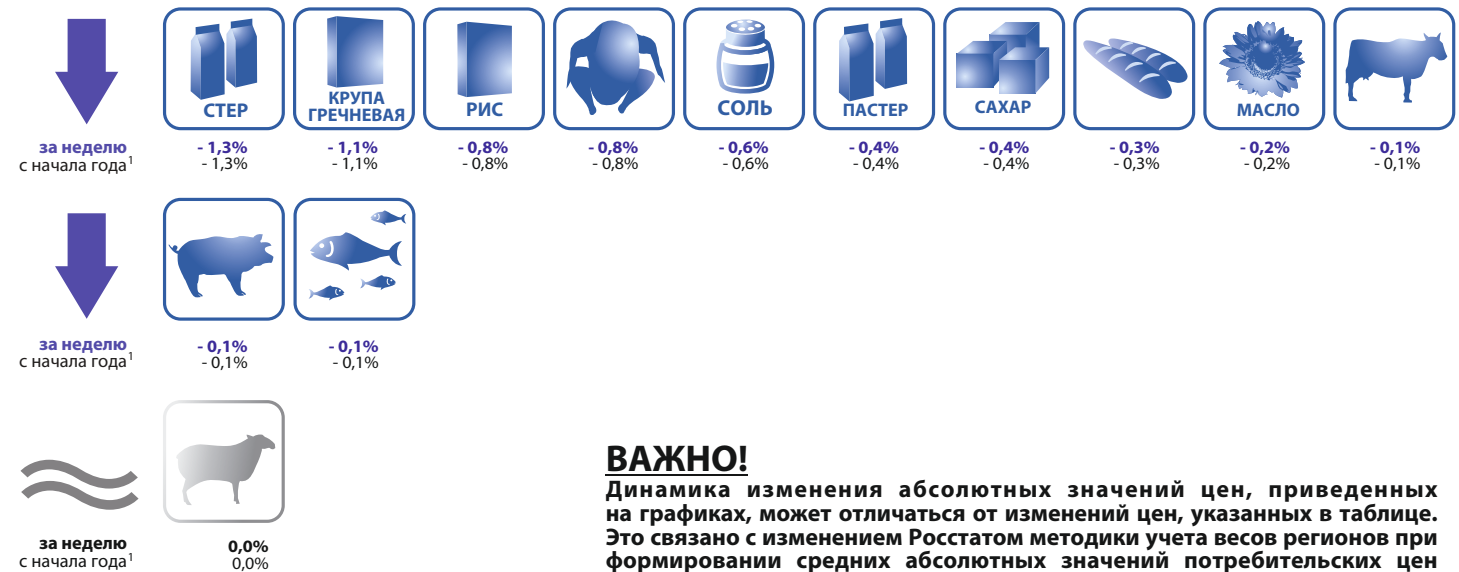 СТЕР
КРУПА
ГРЕЧНЕВАЯ
РИС
СОЛЬ
ПАСТЕР
САХАР
МАСЛО
за неделю - 1,3% - 1,1% - 0,8% - 0,8% - 0,6% - 0,4% - 0,4% - 0,3% - 0,2% - 0,1%
с начала года¹ - 1,3% - 1,1% - 0,8% - 0,8% - 0,6% - 0,4% - 0,4% - 0,3% - 0,2% - 0,1%
за неделю - 0,1% - 0,1%
с начала года¹ - 0,1% - 0,1%
за неделю 0,0%
с начала года¹ 0,0%
ВАЖНО!
Динамика изменения абсолютных значений цен, приведенных
на графиках, может отличаться от изменений цен, указанных в таблице.
Это связано с изменением Росстатом методики учета весов регионов при
формировании средних абсолютных значений потребительских цен